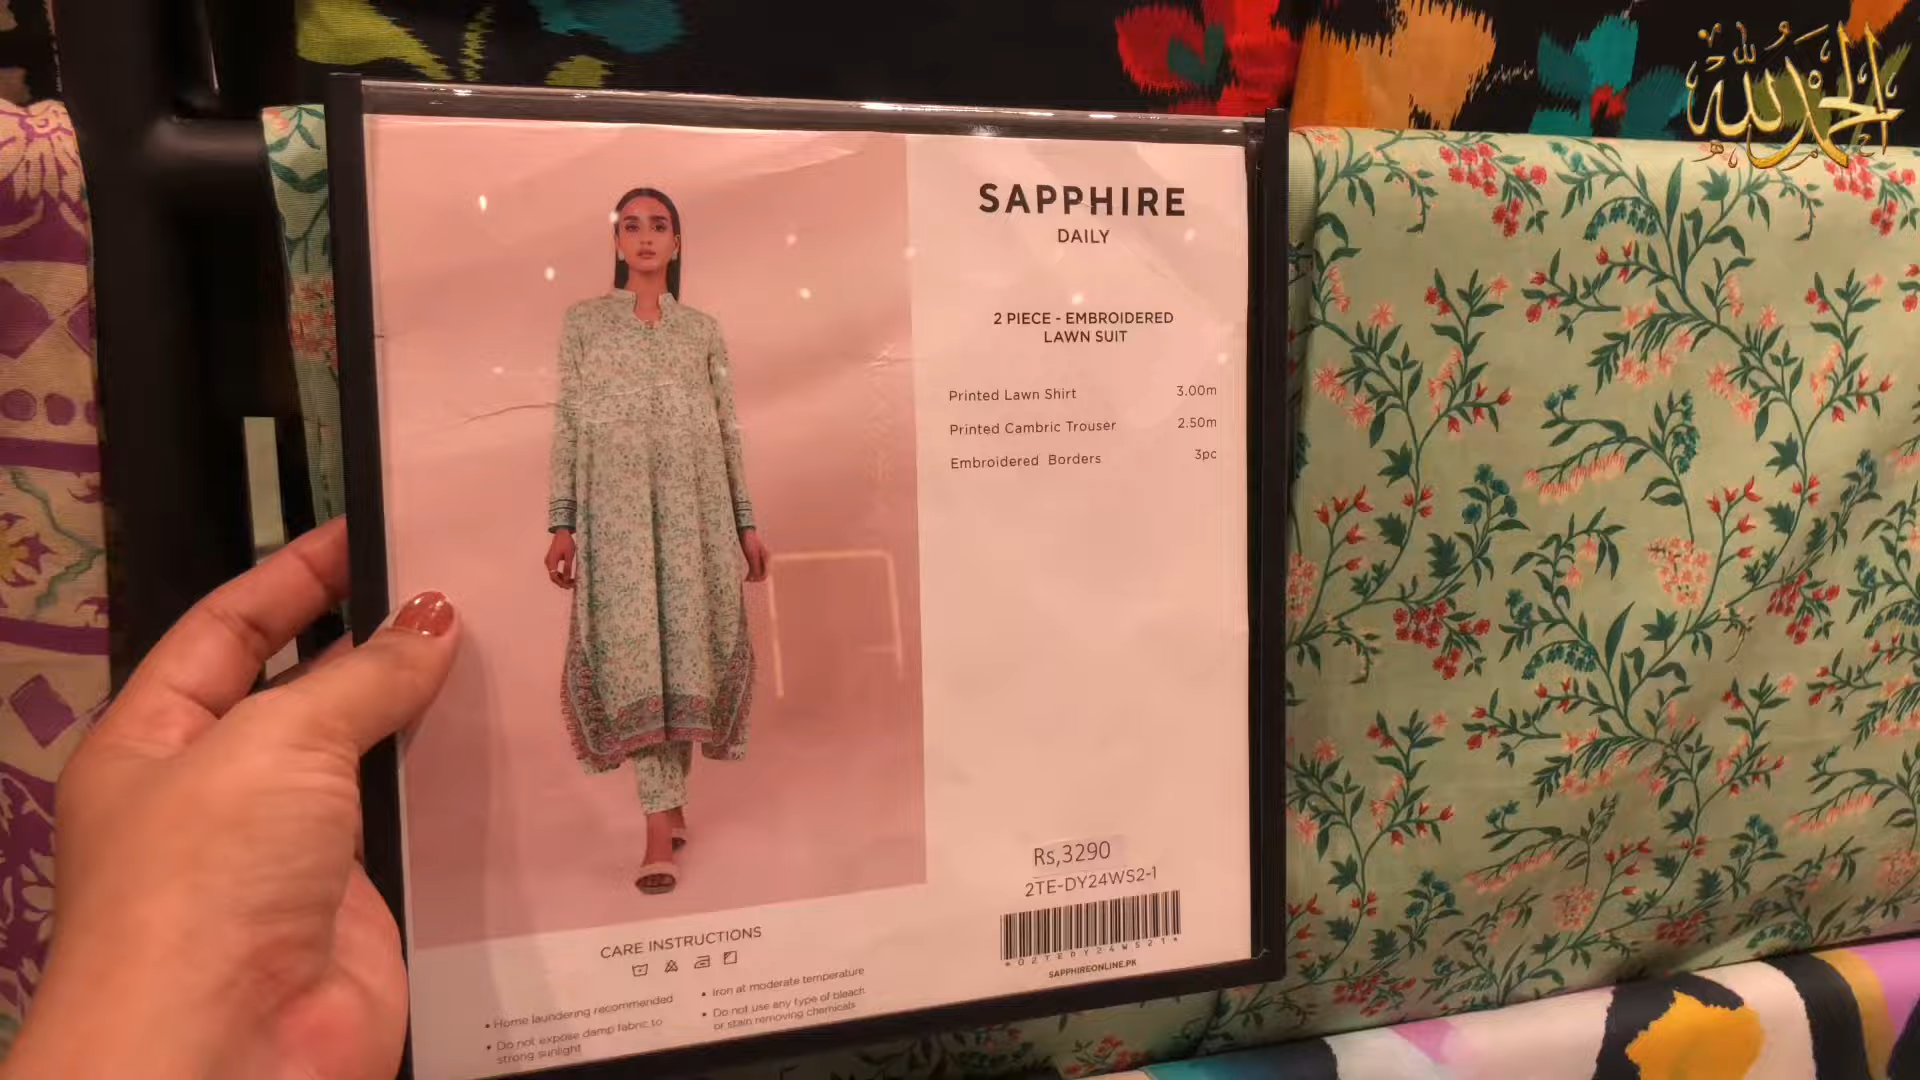 الحمدلله
SAPPHIRE
DAILY
2 PIECE - EMBROIDERED
LAWN SUIT
Printed Lawn Shirt 3.00m
Printed Cambric Trouser 2.50m
Embroidered Borders 3pc
Rs,3290
2TE-DY24WS2-1
*02TEDY24WS21*
SAPPHIREONLINE.PK
CARE INSTRUCTIONS
• Home laundering recommended
• Do not expose damp fabric to
strong sunlight
• Iron at moderate temperature
• Do not use any type of bleach
or stain removing chemicals